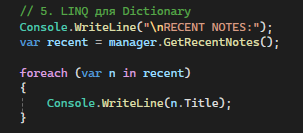 // 5. LINQ для Dictionary
Console.WriteLine("\nRECENT NOTES:");
var recent = manager.GetRecentNotes();
foreach (var n in recent)
{
    Console.WriteLine(n.Title);
}